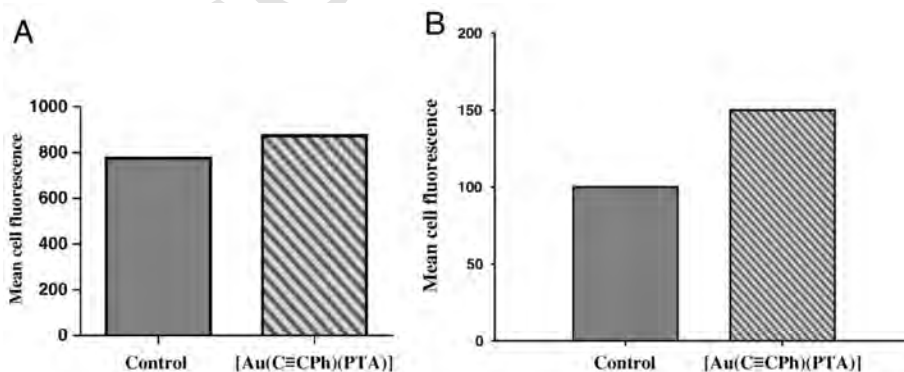 A
Mean cell fluorescence
1000
800
600
400
200
0
Control
[Au(C≡CPh)(PTA)]
B
Mean cell fluorescence
200
150
100
50
0
Control
[Au(C≡CPh)(PTA)]